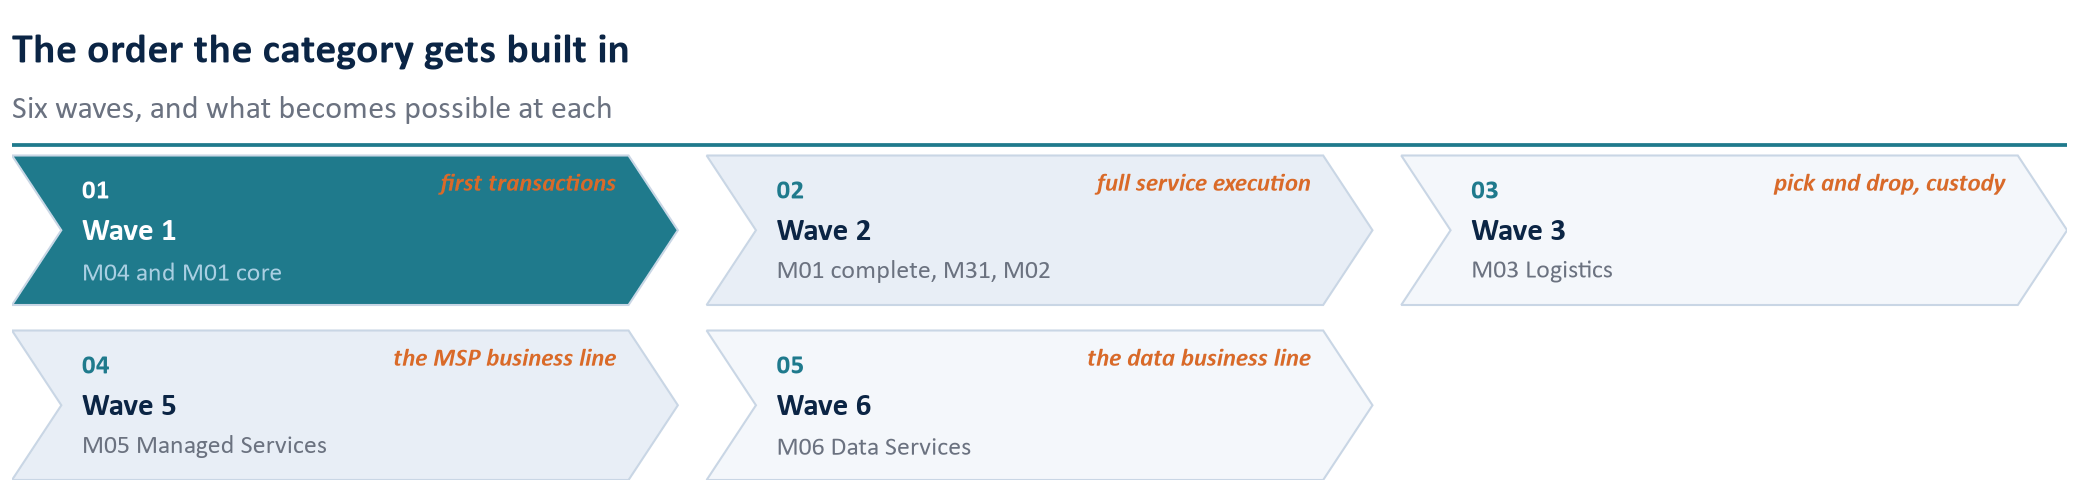 The order the category gets built in
Six waves, and what becomes possible at each
01
first transactions
Wave 1
M04 and M01 core
02
full service execution
Wave 2
M01 complete, M31, M02
03
pick and drop, custody
Wave 3
M03 Logistics
04
the MSP business line
Wave 5
M05 Managed Services
05
the data business line
Wave 6
M06 Data Services